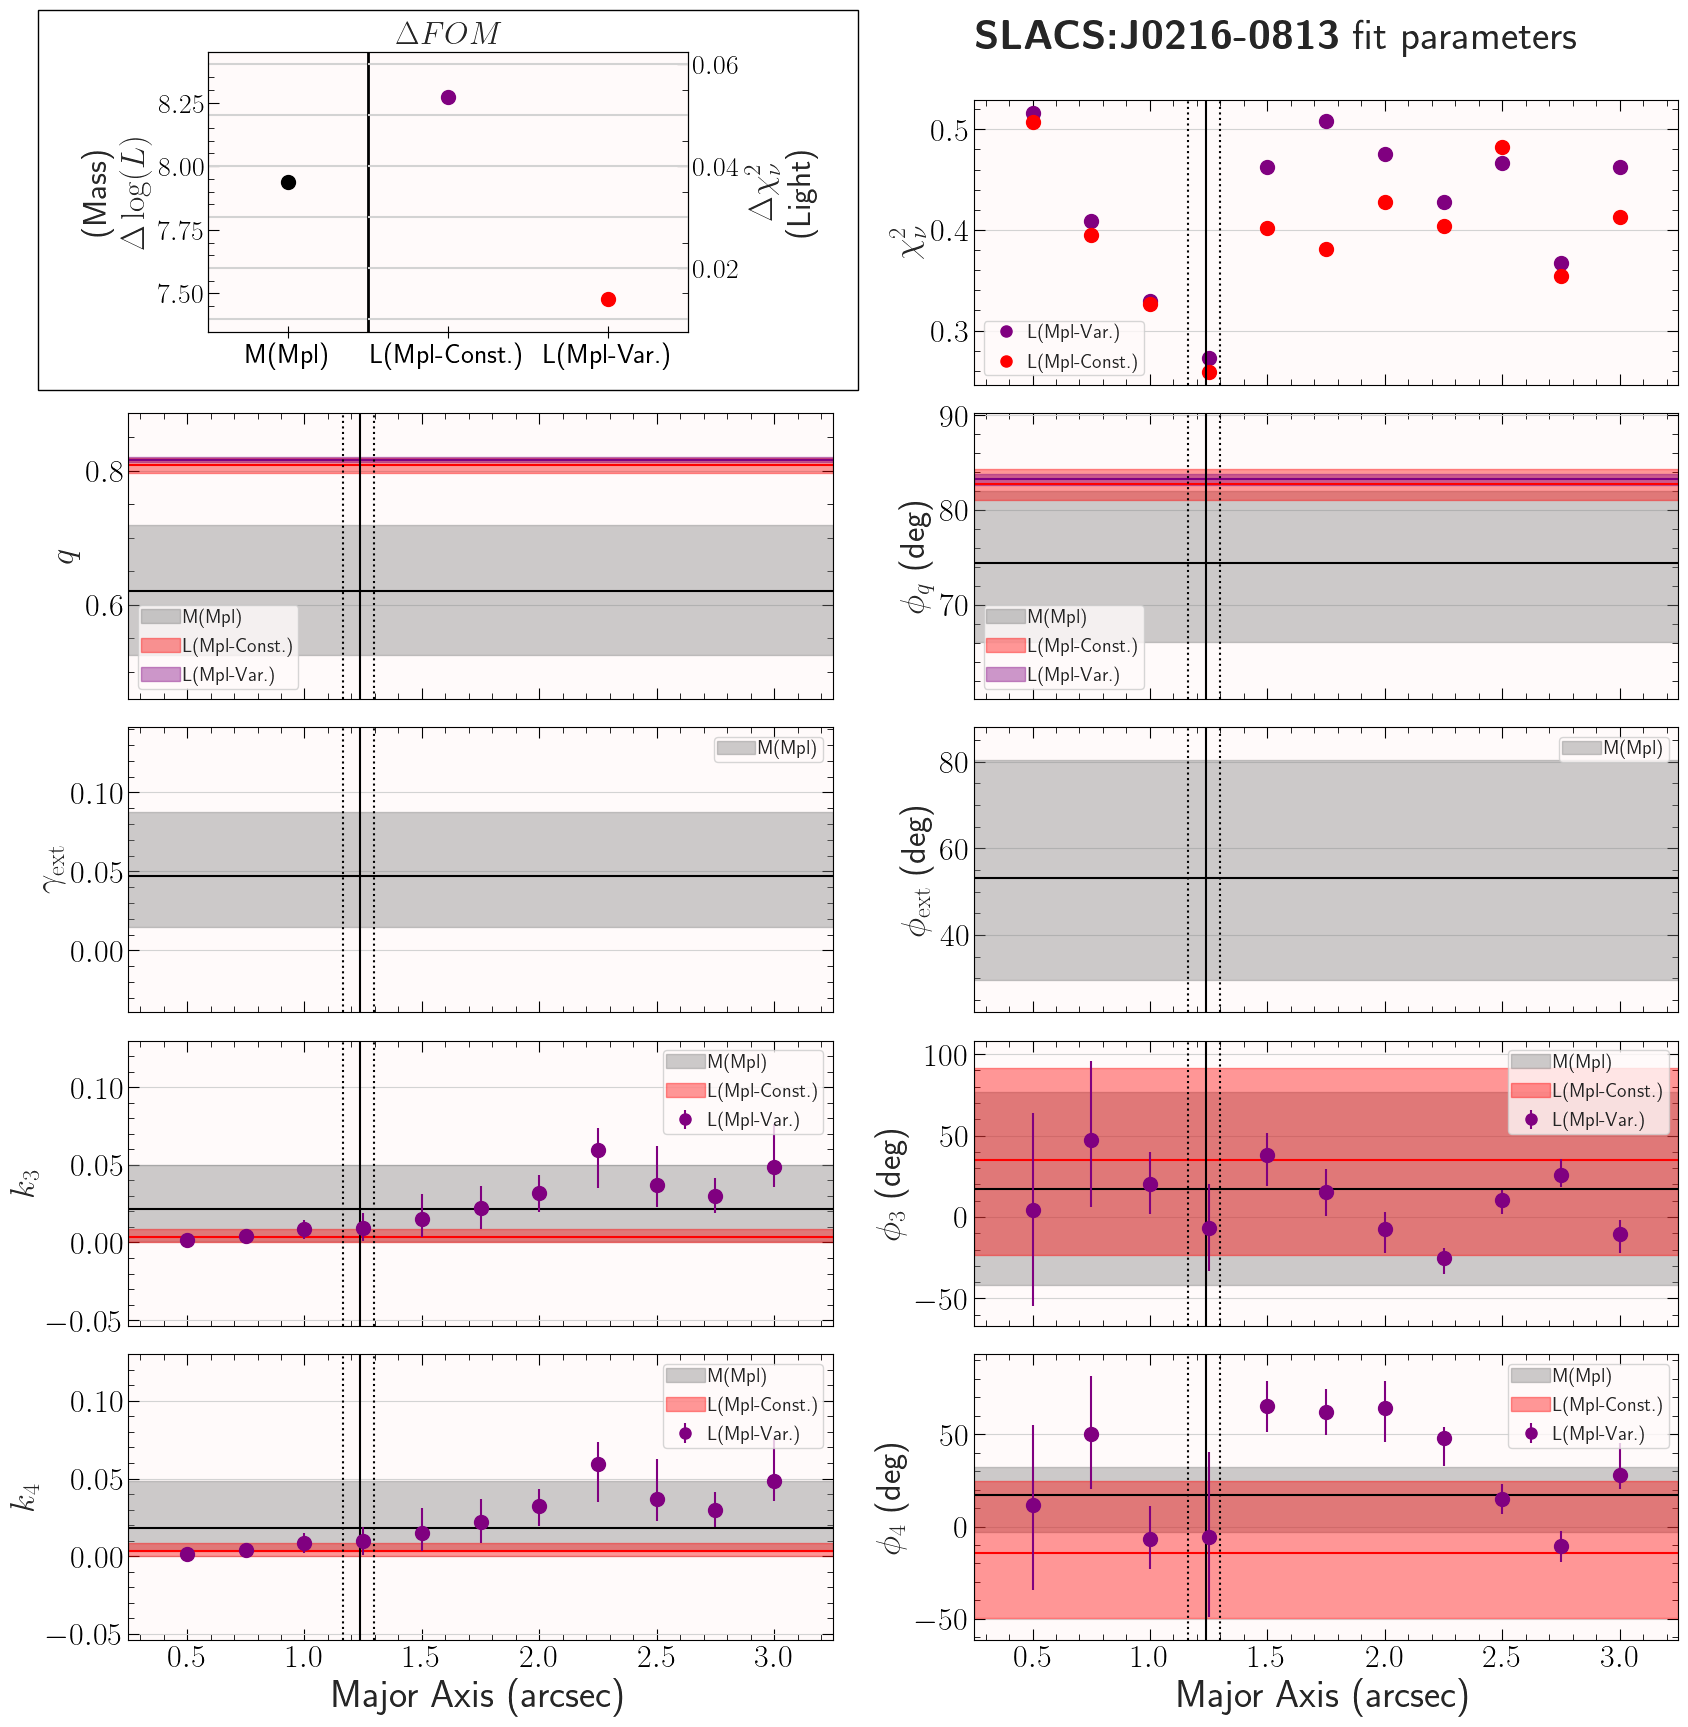 ΔFOM
SLACS:J0216-0813 fit parameters
(Mass)
Δ log(L)
8.25
8.00
7.75
7.50
0.06
0.04
0.02
Δχ²ᵥ
(Light)
M(Mpl) L(Mpl-Const.) L(Mpl-Var.)
χ²ᵥ
0.5
0.4
0.3
L(Mpl-Var.)
L(Mpl-Const.)
q
0.8
0.6
M(Mpl)
L(Mpl-Const.)
L(Mpl-Var.)
ϕ_q (deg)
90
80
70
M(Mpl)
L(Mpl-Const.)
L(Mpl-Var.)
γ_ext
0.10
0.05
0.00
M(Mpl)
ϕ_ext (deg)
80
60
40
M(Mpl)
k₃
0.10
0.05
0.00
−0.05
M(Mpl)
L(Mpl-Const.)
L(Mpl-Var.)
ϕ₃ (deg)
100
50
0
−50
M(Mpl)
L(Mpl-Const.)
L(Mpl-Var.)
k₄
0.10
0.05
0.00
−0.05
M(Mpl)
L(Mpl-Const.)
L(Mpl-Var.)
0.5 1.0 1.5 2.0 2.5 3.0
Major Axis (arcsec)
ϕ₄ (deg)
50
0
−50
M(Mpl)
L(Mpl-Const.)
L(Mpl-Var.)
0.5 1.0 1.5 2.0 2.5 3.0
Major Axis (arcsec)